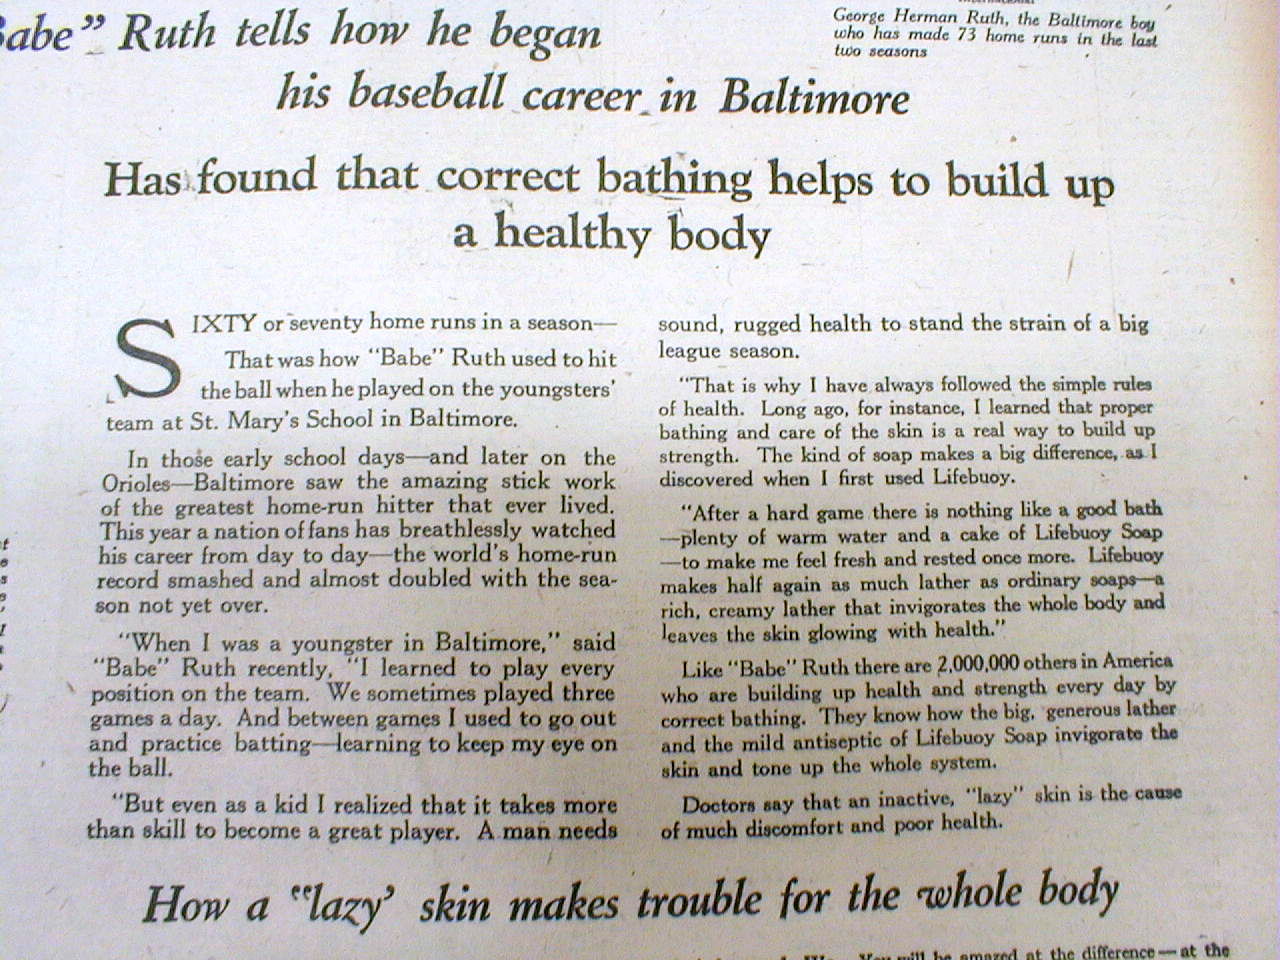 abe” Ruth tells how he began
his baseball career in Baltimore
George Herman Ruth, the Baltimore boy
who has made 73 home runs in the last
two seasons
Has found that correct bathing helps to build up
a healthy body
SIXTY or seventy home runs in a season—
That was how “Babe” Ruth used to hit
the ball when he played on the youngsters’
team at St. Mary’s School in Baltimore.
In those early school days—and later on the
Orioles—Baltimore saw the amazing stick work
of the greatest home-run hitter that ever lived.
This year a nation of fans has breathlessly watched
his career from day to day—the world’s home-run
record smashed and almost doubled with the sea-
son not yet over.
“When I was a youngster in Baltimore,” said
“Babe” Ruth recently, “I learned to play every
position on the team. We sometimes played three
games a day. And between games I used to go out
and practice batting—learning to keep my eye on
the ball.
“But even as a kid I realized that it takes more
than skill to become a great player. A man needs
sound, rugged health to stand the strain of a big
league season.
“That is why I have always followed the simple rules
of health. Long ago, for instance, I learned that proper
bathing and care of the skin is a real way to build up
strength. The kind of soap makes a big difference, as I
discovered when I first used Lifebuoy.
“After a hard game there is nothing like a good bath
—plenty of warm water and a cake of Lifebuoy Soap
—to make me feel fresh and rested once more. Lifebuoy
makes half again as much lather as ordinary soaps—a
rich, creamy lather that invigorates the whole body and
leaves the skin glowing with health.”
Like “Babe” Ruth there are 2,000,000 others in America
who are building up health and strength every day by
correct bathing. They know how the big, generous lather
and the mild antiseptic of Lifebuoy Soap invigorate the
skin and tone up the whole system.
Doctors say that an inactive, “lazy” skin is the cause
of much discomfort and poor health.
How a “lazy’ skin makes trouble for the whole body
You will be amazed at the difference—at the